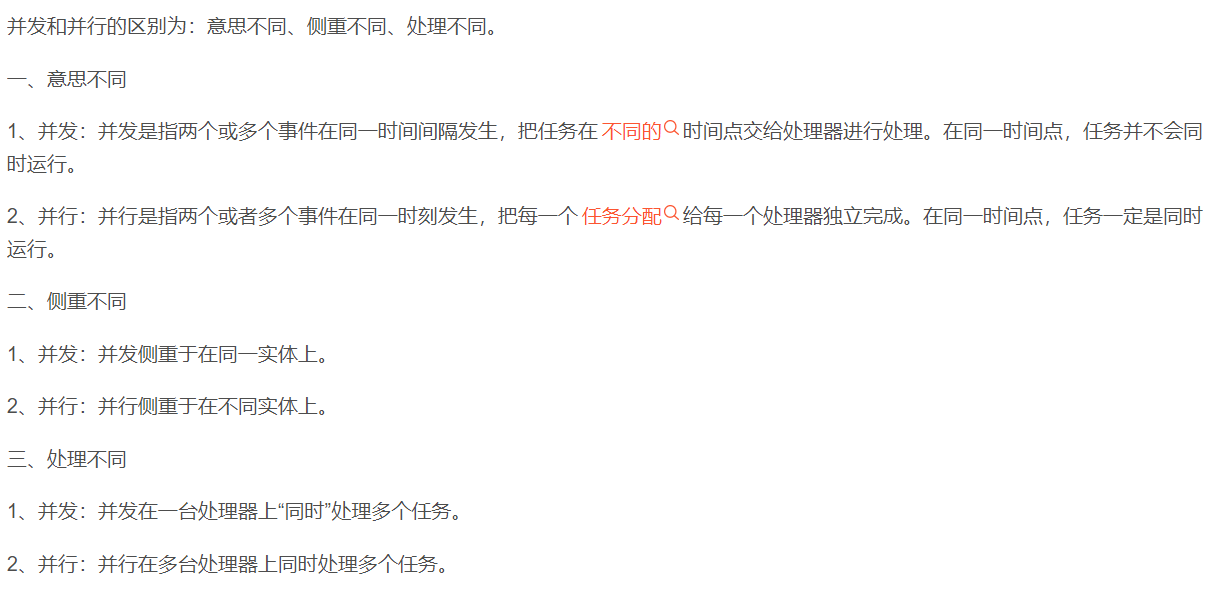 并发和并行的区别为：意思不同、侧重不同、处理不同。
一、意思不同
1、并发：并发是指两个或多个事件在同一时间间隔发生，把任务在不同的时间点交给处理器进行处理。在同一时间点，任务并不会同
时运行。
2、并行：并行是指两个或者多个事件在同一时刻发生，把每一个任务分配给每一个处理器独立完成。在同一时间点，任务一定是同时
运行。
二、侧重不同
1、并发：并发侧重于在同一实体上。
2、并行：并行侧重于在不同实体上。
三、处理不同
1、并发：并发在一台处理器上“同时”处理多个任务。
2、并行：并行在多台处理器上同时处理多个任务。